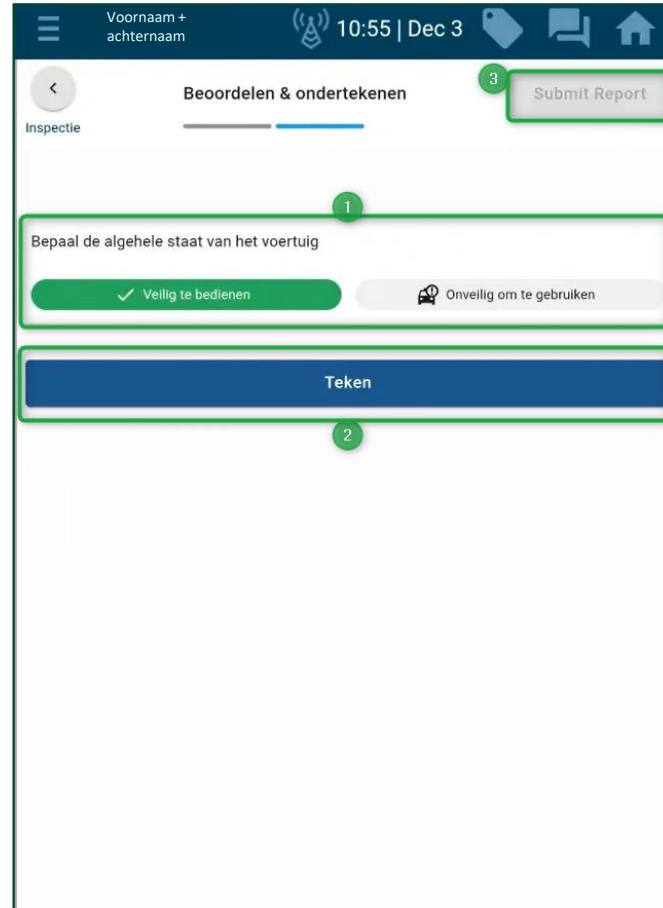 Voornaam +
achternaam
10:55 | Dec 3
Inspectie
Beoordelen & ondertekenen
3
Submit Report
1
Bepaal de algehele staat van het voertuig
Veilig te bedienen
Onveilig om te gebruiken
Teken
2